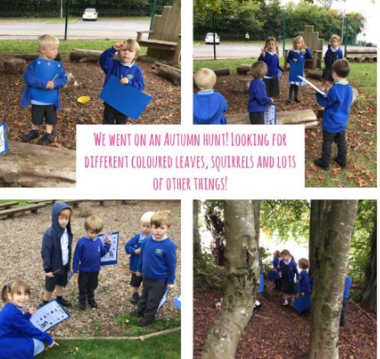 We went on an Autumn hunt! Looking for
different coloured leaves, squirrels and lots
of other things!